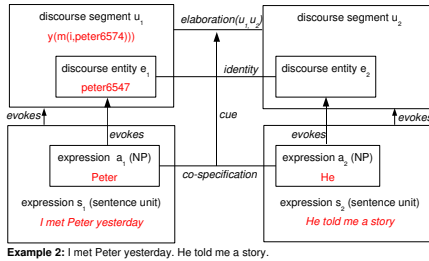 discourse segment u1
elaboration(u1,u2)
discourse segment u2
y(m(i,peter6574)))
discourse entity e1
identity
discourse entity e2
peter6547
evokes
evokes
evokes
evokes
cue
expression a1 (NP)
expression a2 (NP)
Peter
He
co-specification
expression s1 (sentence unit)
expression s2 (sentence unit)
I met Peter yesterday
He told me a story
Example 2: I met Peter yesterday. He told me a story.